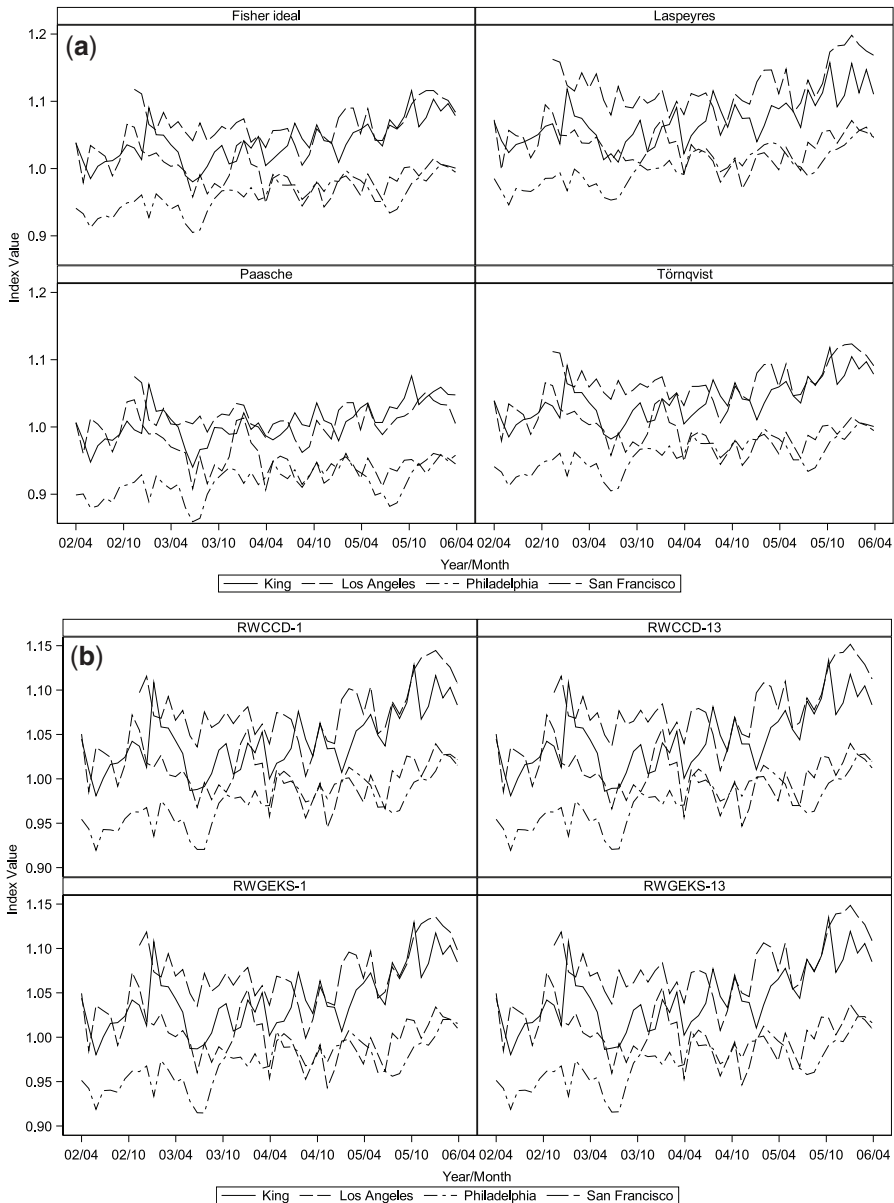 Fisher ideal Laspeyres
(a)
1.2
1.1
1.0
0.9
Index Value
Paasche Törnqvist
1.2
1.1
1.0
0.9
02/04 02/10 03/04 03/10 04/04 04/10 05/04 05/10 06/04 02/04 02/10 03/04 03/10 04/04 04/10 05/04 05/10 06/04
Year/Month
King Los Angeles Philadelphia San Francisco
RWCCD-1 RWCCD-13
(b)
1.15
1.10
1.05
1.00
0.95
0.90
Index Value
RWGEKS-1 RWGEKS-13
1.15
1.10
1.05
1.00
0.95
0.90
02/04 02/10 03/04 03/10 04/04 04/10 05/04 05/10 06/04 02/04 02/10 03/04 03/10 04/04 04/10 05/04 05/10 06/04
Year/Month
King Los Angeles Philadelphia San Francisco